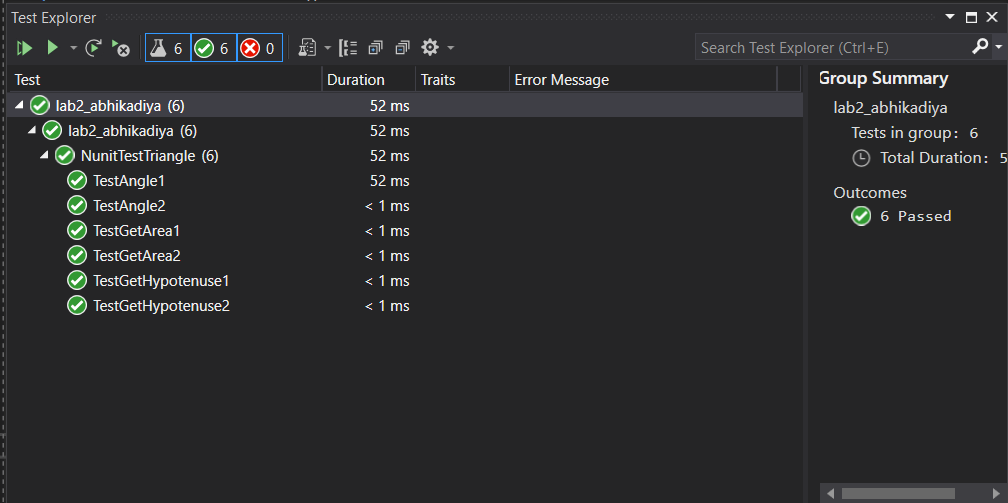 Test Explorer
6 6 0
Search Test Explorer (Ctrl+E)
Test Duration Traits Error Message
lab2_abhikadiya (6) 52 ms
lab2_abhikadiya (6) 52 ms
NunitTestTriangle (6) 52 ms
TestAngle1 52 ms
TestAngle2 < 1 ms
TestGetArea1 < 1 ms
TestGetArea2 < 1 ms
TestGetHypotenuse1 < 1 ms
TestGetHypotenuse2 < 1 ms
Group Summary
lab2_abhikadiya
Tests in group: 6
Total Duration: 5
Outcomes
6 Passed